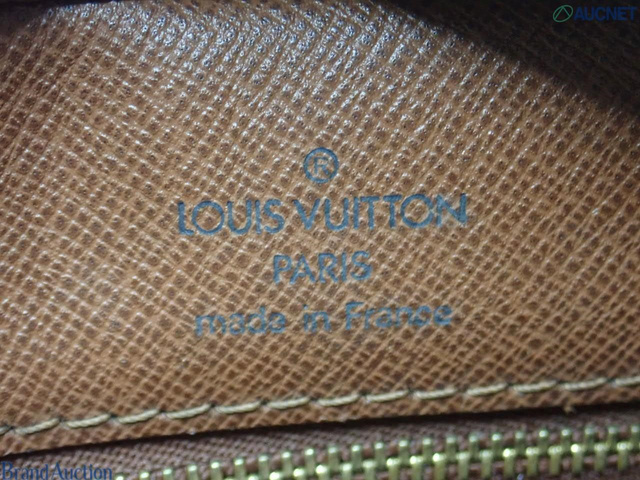 AUCNET
®
LOUIS VUITTON
PARIS
made in France
Brand Auction